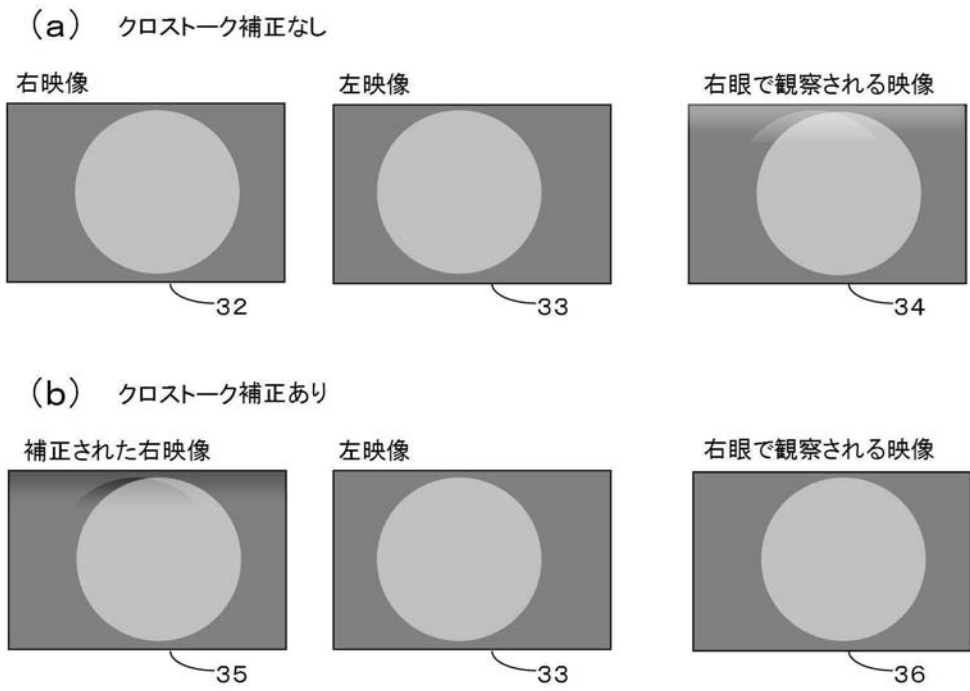 (a) クロストーク補正なし
右映像 左映像 右眼で観察される映像
32 33 34
(b) クロストーク補正あり
補正された右映像 左映像 右眼で観察される映像
35 33 36